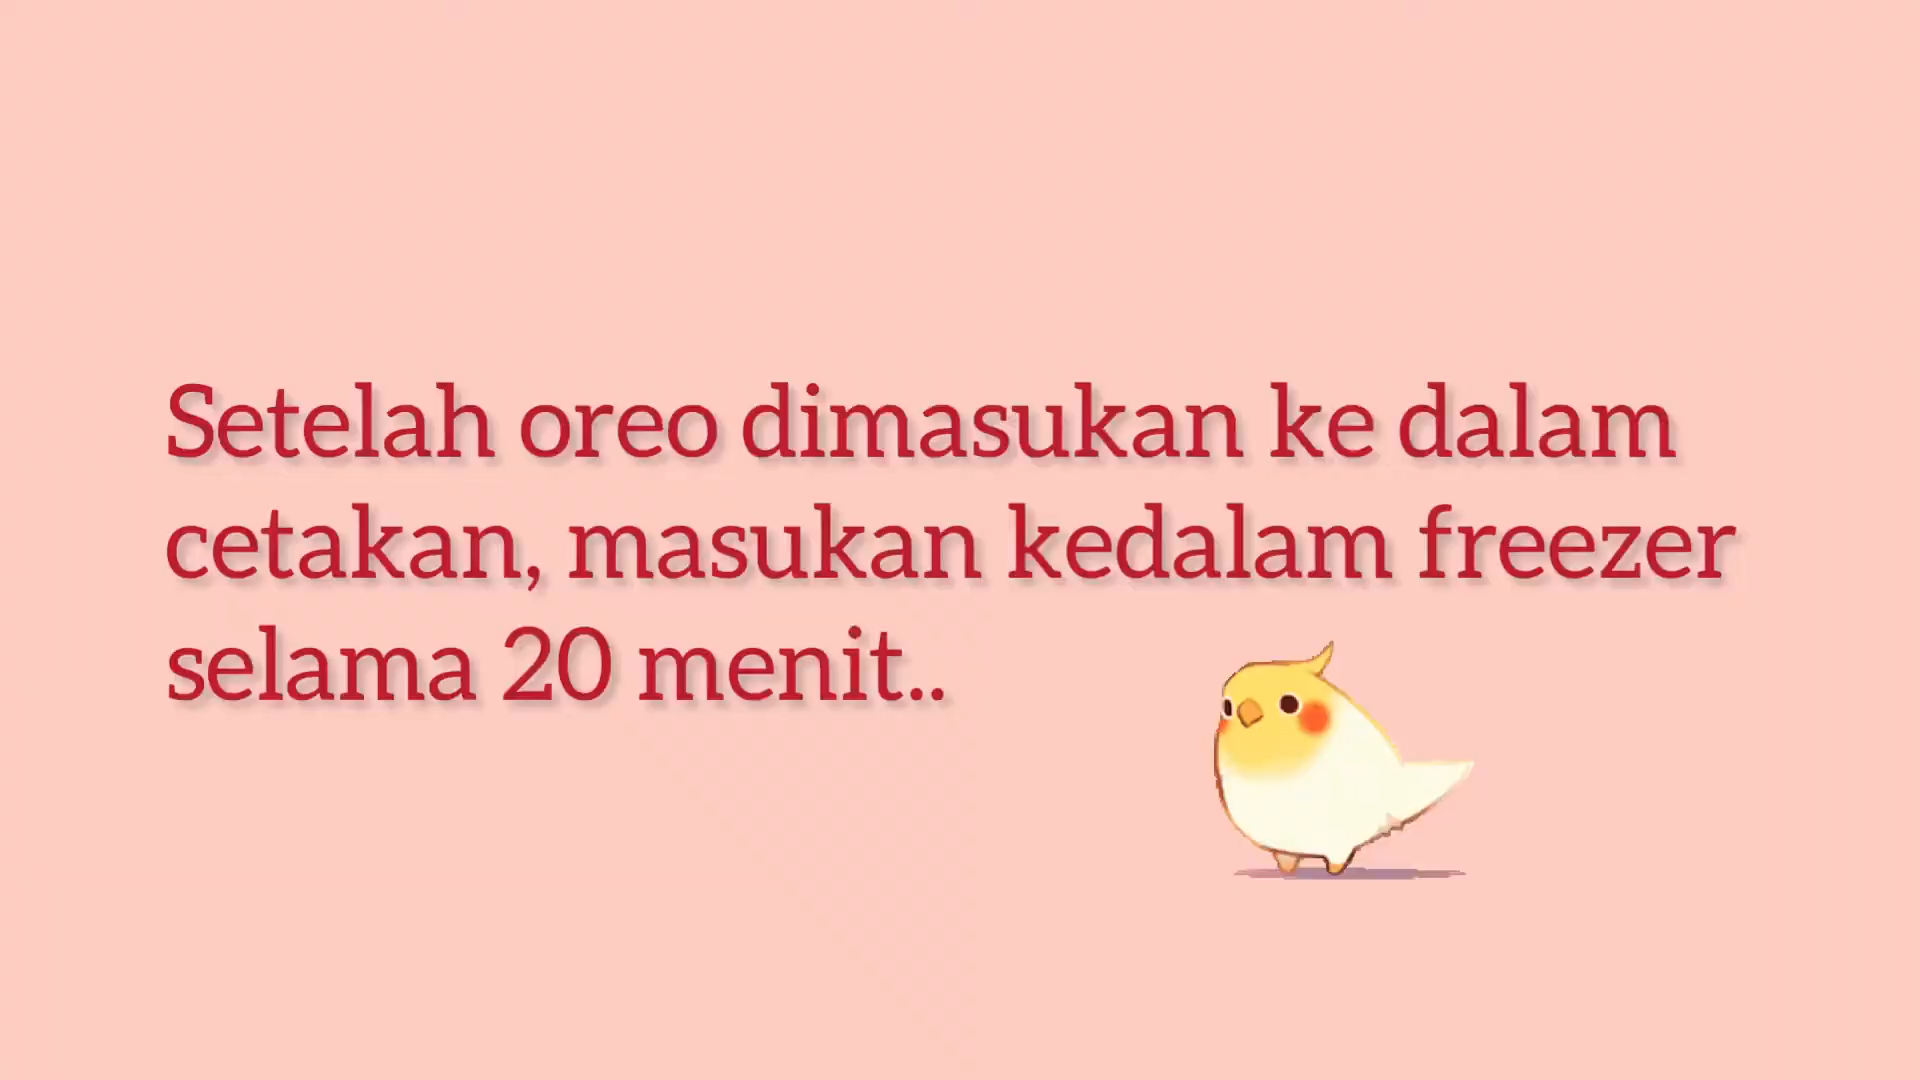 Setelah oreo dimasukan ke dalam
cetakan, masukan kedalam freezer
selama 20 menit..